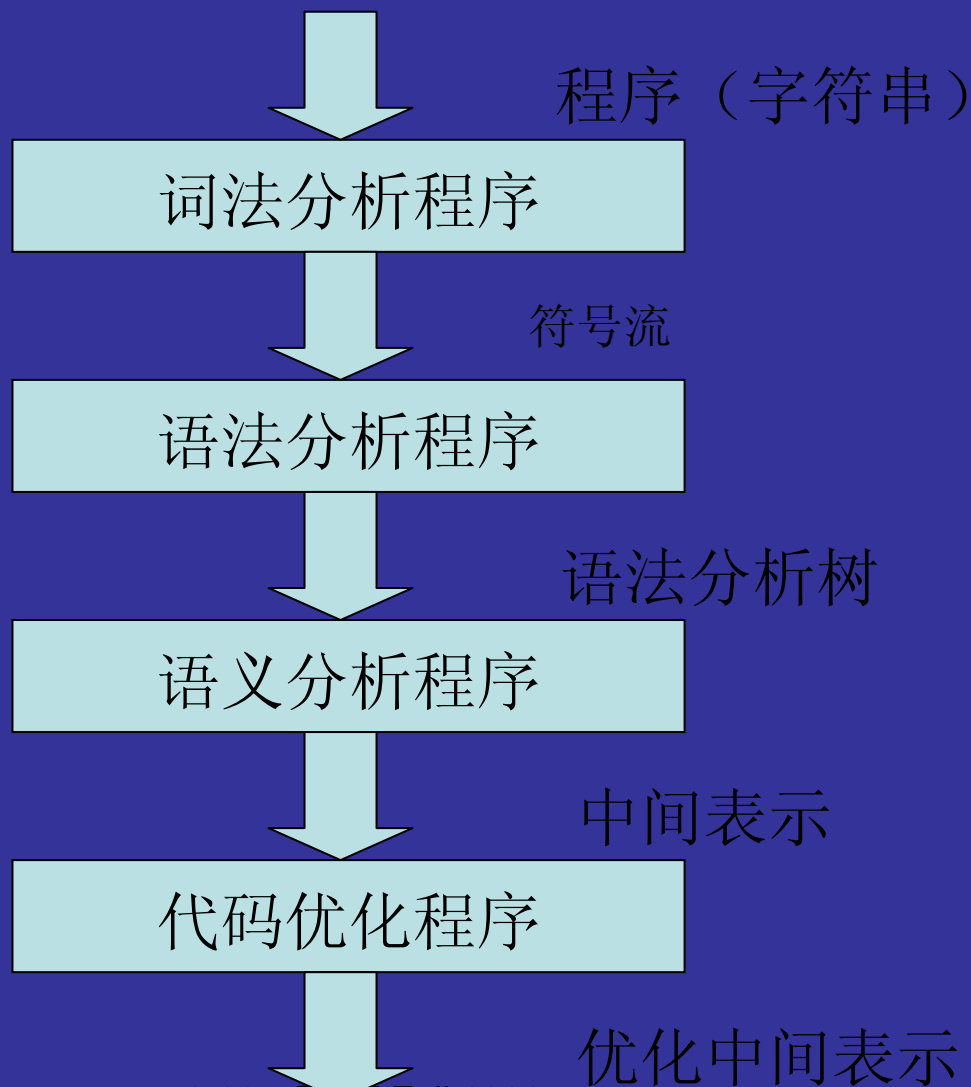 程序（字符串）
词法分析程序
符号流
语法分析程序
语法分析树
语义分析程序
中间表示
代码优化程序
优化中间表示